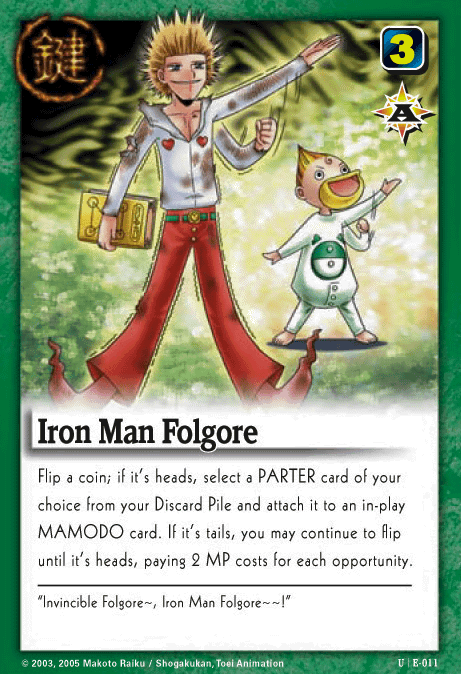 鍵
3
A
Iron Man Folgore
Flip a coin; if it's heads, select a PARTER card of your
choice from your Discard Pile and attach it to an in-play
MAMODO card. If it's tails, you may continue to flip
until it's heads, paying 2 MP costs for each opportunity.
"Invincible Folgore~, Iron Man Folgore~~!"
© 2003, 2005 Makoto Raiku / Shogakukan, Toei Animation
U | E-011